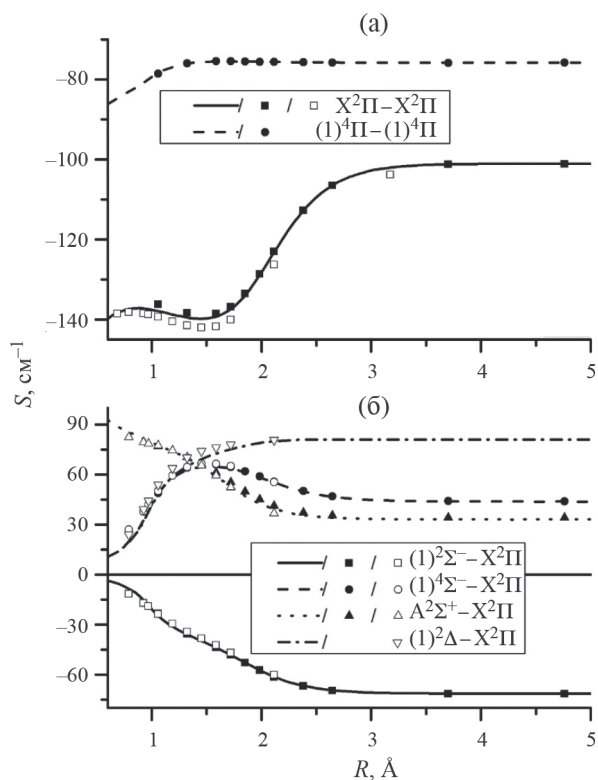 (а)
−80
−100
−120
−140
X²Π−X²Π
(1)⁴Π−(1)⁴Π
1 2 3 4 5
S, см⁻¹
(б)
90
60
30
0
−30
−60
(1)²Σ⁻−X²Π
(1)⁴Σ⁻−X²Π
A²Σ⁺−X²Π
(1)²Δ−X²Π
1 2 3 4 5
R, Å